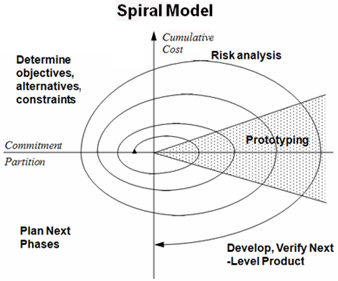 Spiral Model
Cumulative
Cost
Determine
objectives,
alternatives,
constraints
Risk analysis
Commitment
Partition
Prototyping
Plan Next
Phases
Develop, Verify Next
-Level Product